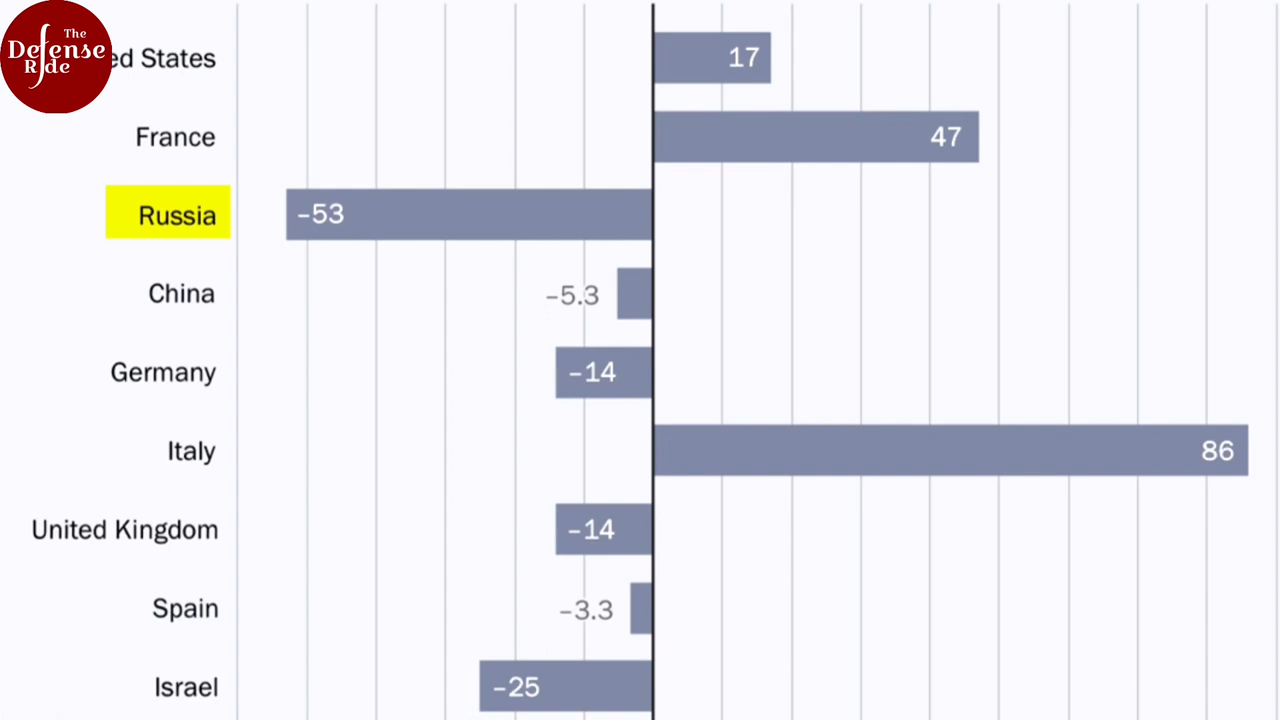 The
Defense
Ride
ed States 17
France 47
Russia –53
China –5.3
Germany –14
Italy 86
United Kingdom –14
Spain –3.3
Israel –25